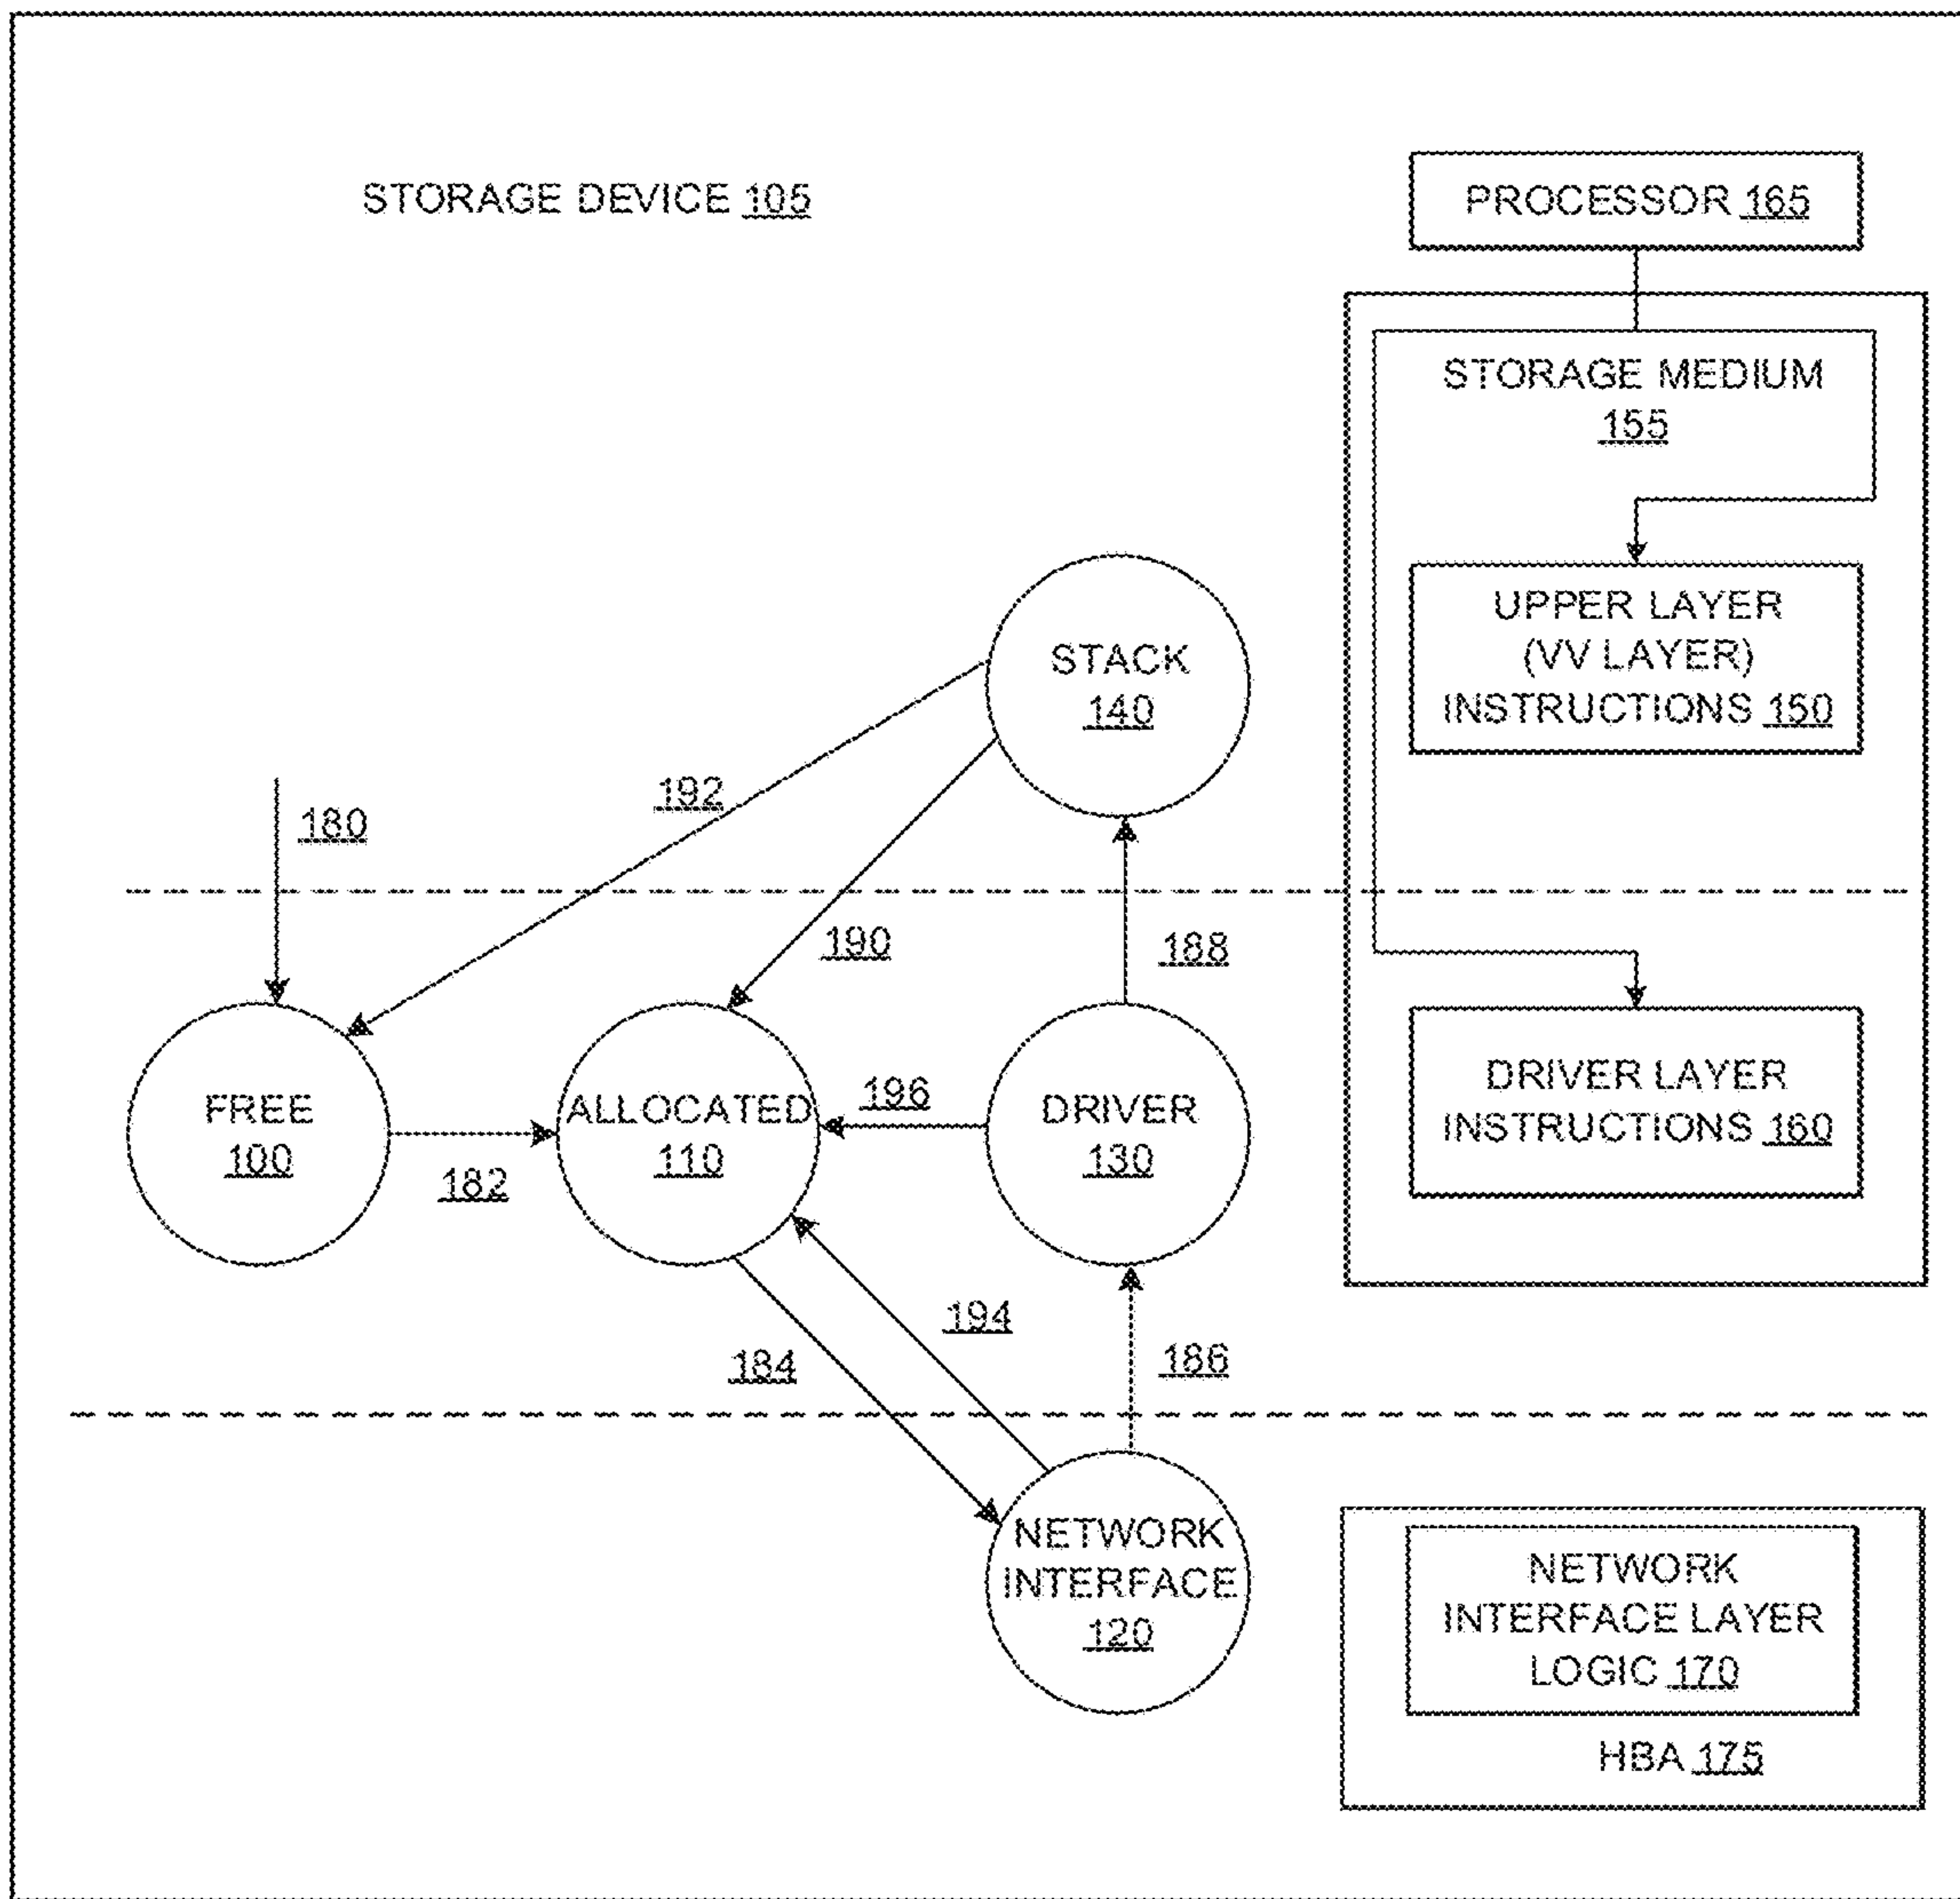 STORAGE DEVICE 105
PROCESSOR 165
STORAGE MEDIUM
155
UPPER LAYER
(VV LAYER)
INSTRUCTIONS 150
STACK
140
192
180
190
188
FREE
100
182
ALLOCATED
110
196
DRIVER
130
DRIVER LAYER
INSTRUCTIONS 160
194
184
186
NETWORK
INTERFACE
120
NETWORK
INTERFACE LAYER
LOGIC 170
HBA 175